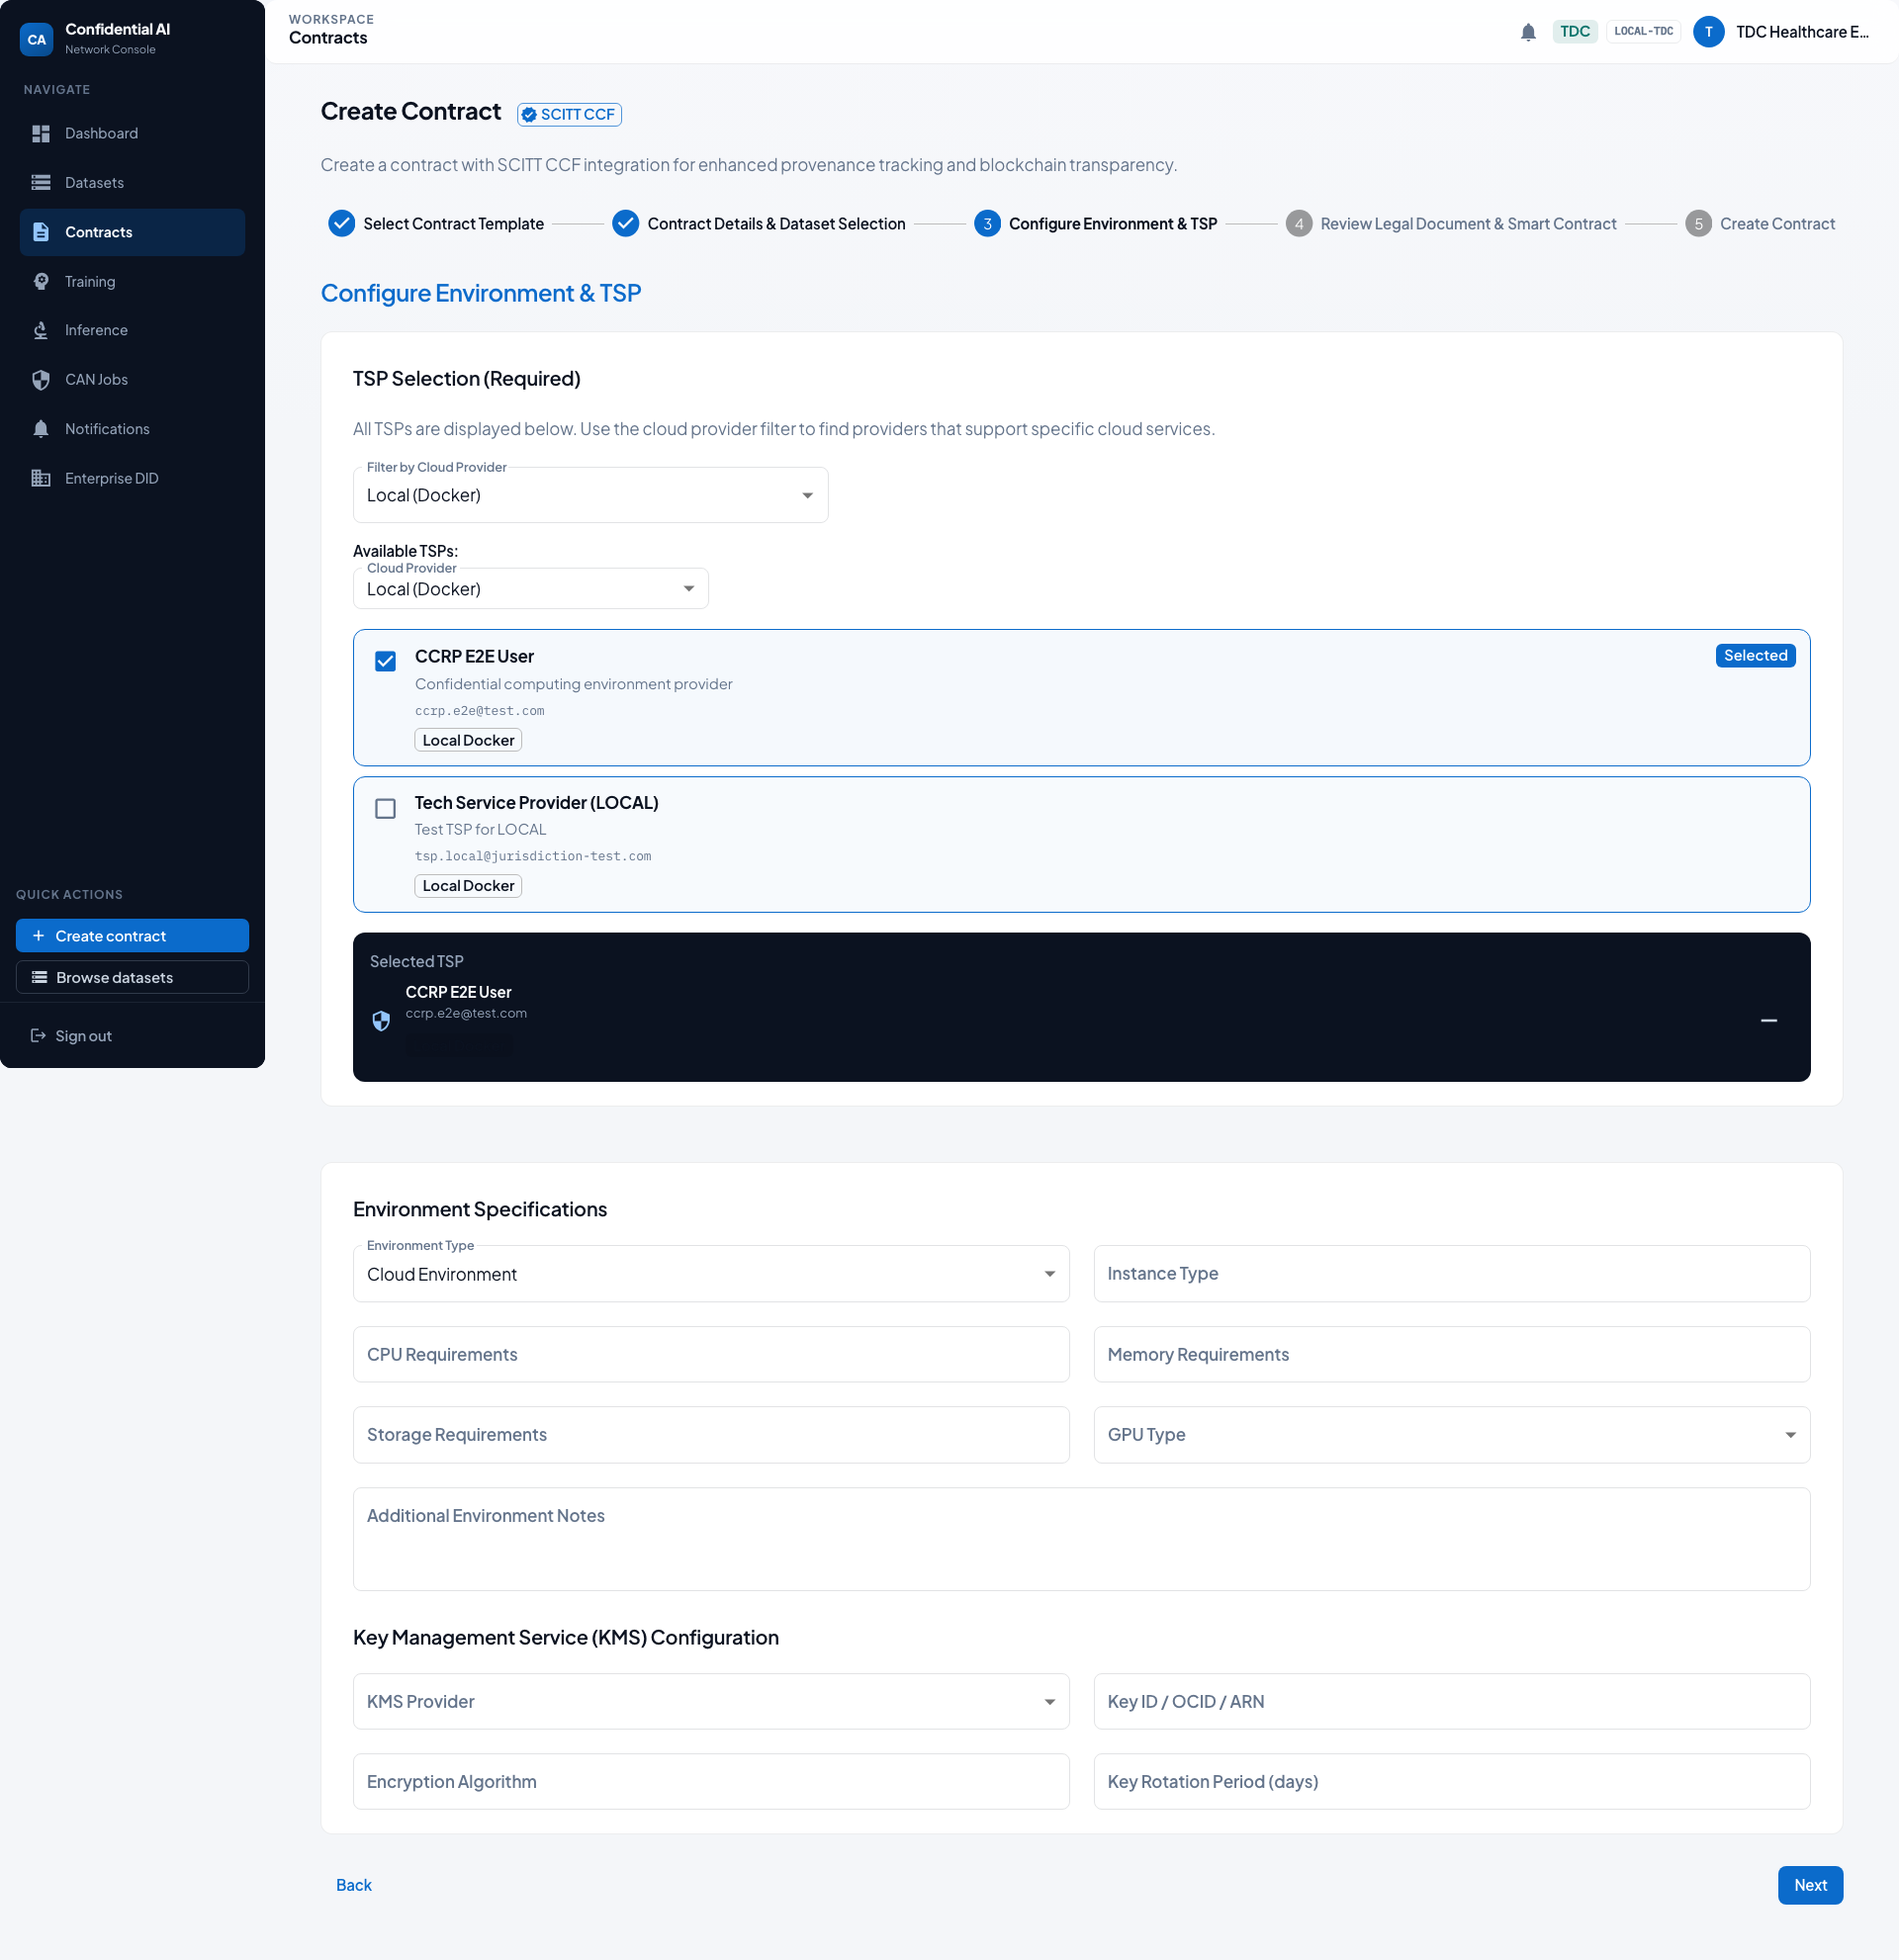 CA
Confidential AI
Network Console
NAVIGATE
Dashboard
Datasets
Contracts
Training
Inference
CAN Jobs
Notifications
Enterprise DID
QUICK ACTIONS
+ Create contract
Browse datasets
Sign out
WORKSPACE
Contracts
TDC
LOCAL-TDC
T
TDC Healthcare E...
Create Contract
SCITT CCF
Create a contract with SCITT CCF integration for enhanced provenance tracking and blockchain transparency.
Select Contract Template
Contract Details & Dataset Selection
3 Configure Environment & TSP
4 Review Legal Document & Smart Contract
5 Create Contract
Configure Environment & TSP
TSP Selection (Required)
All TSPs are displayed below. Use the cloud provider filter to find providers that support specific cloud services.
Filter by Cloud Provider
Local (Docker)
Available TSPs:
Cloud Provider
Local (Docker)
CCRP E2E User
Selected
Confidential computing environment provider
ccrp.e2e@test.com
Local Docker
Tech Service Provider (LOCAL)
Test TSP for LOCAL
tsp.local@jurisdiction-test.com
Local Docker
Selected TSP
CCRP E2E User
ccrp.e2e@test.com
Environment Specifications
Environment Type
Cloud Environment
Instance Type
CPU Requirements
Memory Requirements
Storage Requirements
GPU Type
Additional Environment Notes
Key Management Service (KMS) Configuration
KMS Provider
Key ID / OCID / ARN
Encryption Algorithm
Key Rotation Period (days)
Back
Next